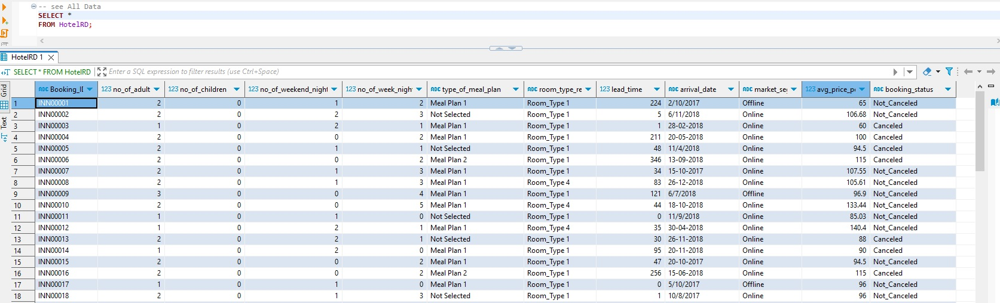 -- see All Data
SELECT *
FROM HotelRD;
HotelRD 1
SELECT * FROM HotelRD Enter a SQL expression to filter results (use Ctrl+Space)
Grid
Text
ABC Booking_II 123 no_of_adult 123 no_of_children 123 no_of_weekend_night 123 no_of_week_nigh ABC type_of_meal_plan ABC room_type_re 123 lead_time ABC arrival_date ABC market_se 123 avg_price_p ABC booking_status
1 INN00001 2 0 1 2 Meal Plan 1 Room_Type 1 224 2/10/2017 Offline 65 Not_Canceled
2 INN00002 2 0 2 3 Not Selected Room_Type 1 5 6/11/2018 Online 106.68 Not_Canceled
3 INN00003 1 0 2 1 Meal Plan 1 Room_Type 1 1 28-02-2018 Online 60 Canceled
4 INN00004 2 0 0 2 Meal Plan 1 Room_Type 1 211 20-05-2018 Online 100 Canceled
5 INN00005 2 0 1 1 Not Selected Room_Type 1 48 11/4/2018 Online 94.5 Canceled
6 INN00006 2 0 0 2 Meal Plan 2 Room_Type 1 346 13-09-2018 Online 115 Canceled
7 INN00007 2 0 1 3 Meal Plan 1 Room_Type 1 34 15-10-2017 Online 107.55 Not_Canceled
8 INN00008 2 0 1 3 Meal Plan 1 Room_Type 4 83 26-12-2018 Online 105.61 Not_Canceled
9 INN00009 3 0 0 4 Meal Plan 1 Room_Type 1 121 6/7/2018 Offline 96.9 Not_Canceled
10 INN00010 2 0 0 5 Meal Plan 1 Room_Type 4 44 18-10-2018 Online 133.44 Not_Canceled
11 INN00011 1 0 1 0 Not Selected Room_Type 1 0 11/9/2018 Online 85.03 Not_Canceled
12 INN00012 1 0 2 1 Meal Plan 1 Room_Type 4 35 30-04-2018 Online 140.4 Not_Canceled
13 INN00013 2 0 2 1 Not Selected Room_Type 1 30 26-11-2018 Online 88 Canceled
14 INN00014 1 0 2 0 Meal Plan 1 Room_Type 1 95 20-11-2018 Online 90 Canceled
15 INN00015 2 0 0 2 Meal Plan 1 Room_Type 1 47 20-10-2017 Online 94.5 Not_Canceled
16 INN00016 2 0 0 2 Meal Plan 2 Room_Type 1 256 15-06-2018 Online 115 Canceled
17 INN00017 1 0 1 0 Meal Plan 1 Room_Type 1 0 5/10/2017 Offline 96 Not_Canceled
18 INN00018 2 0 1 3 Not Selected Room_Type 1 1 10/8/2017 Online 96 Not_Canceled